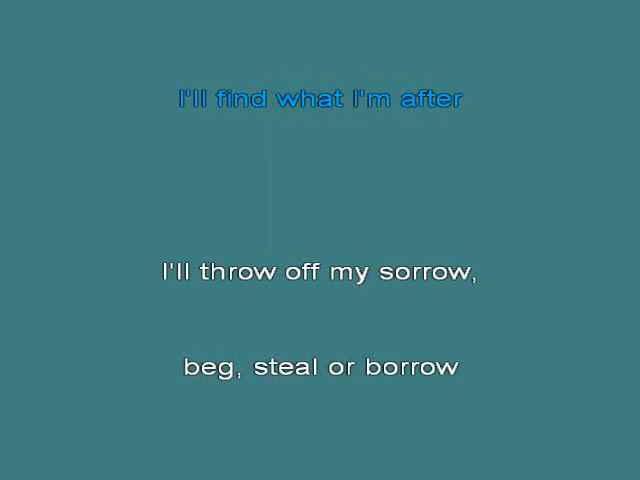 I'll find what I'm after
I'll throw off my sorrow,
beg, steal or borrow